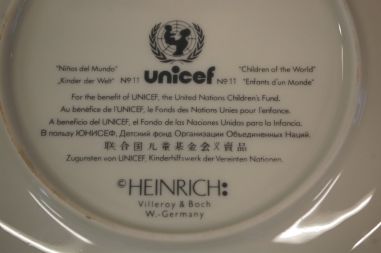 unicef
"Niños del Mundo" "Children of the World"
"Kinder der Welt" Nº 11 Nº 11 "Enfants d'un Monde"
For the benefit of UNICEF, the United Nations Children's Fund.
Au bénéfice de l'UNICEF, le Fonds des Nations Unies pour l'enfance.
A beneficio del UNICEF, el Fondo de las Naciones Unidas para la Infancia.
В пользу ЮНИСЕФ, Детский фонд Организации Объединенных Наций.
联合国儿童基金会义卖品
Zugunsten von UNICEF, Kinderhilfswerk der Vereinten Nationen.
©HEINRICH:
Villeroy & Boch
W.-Germany